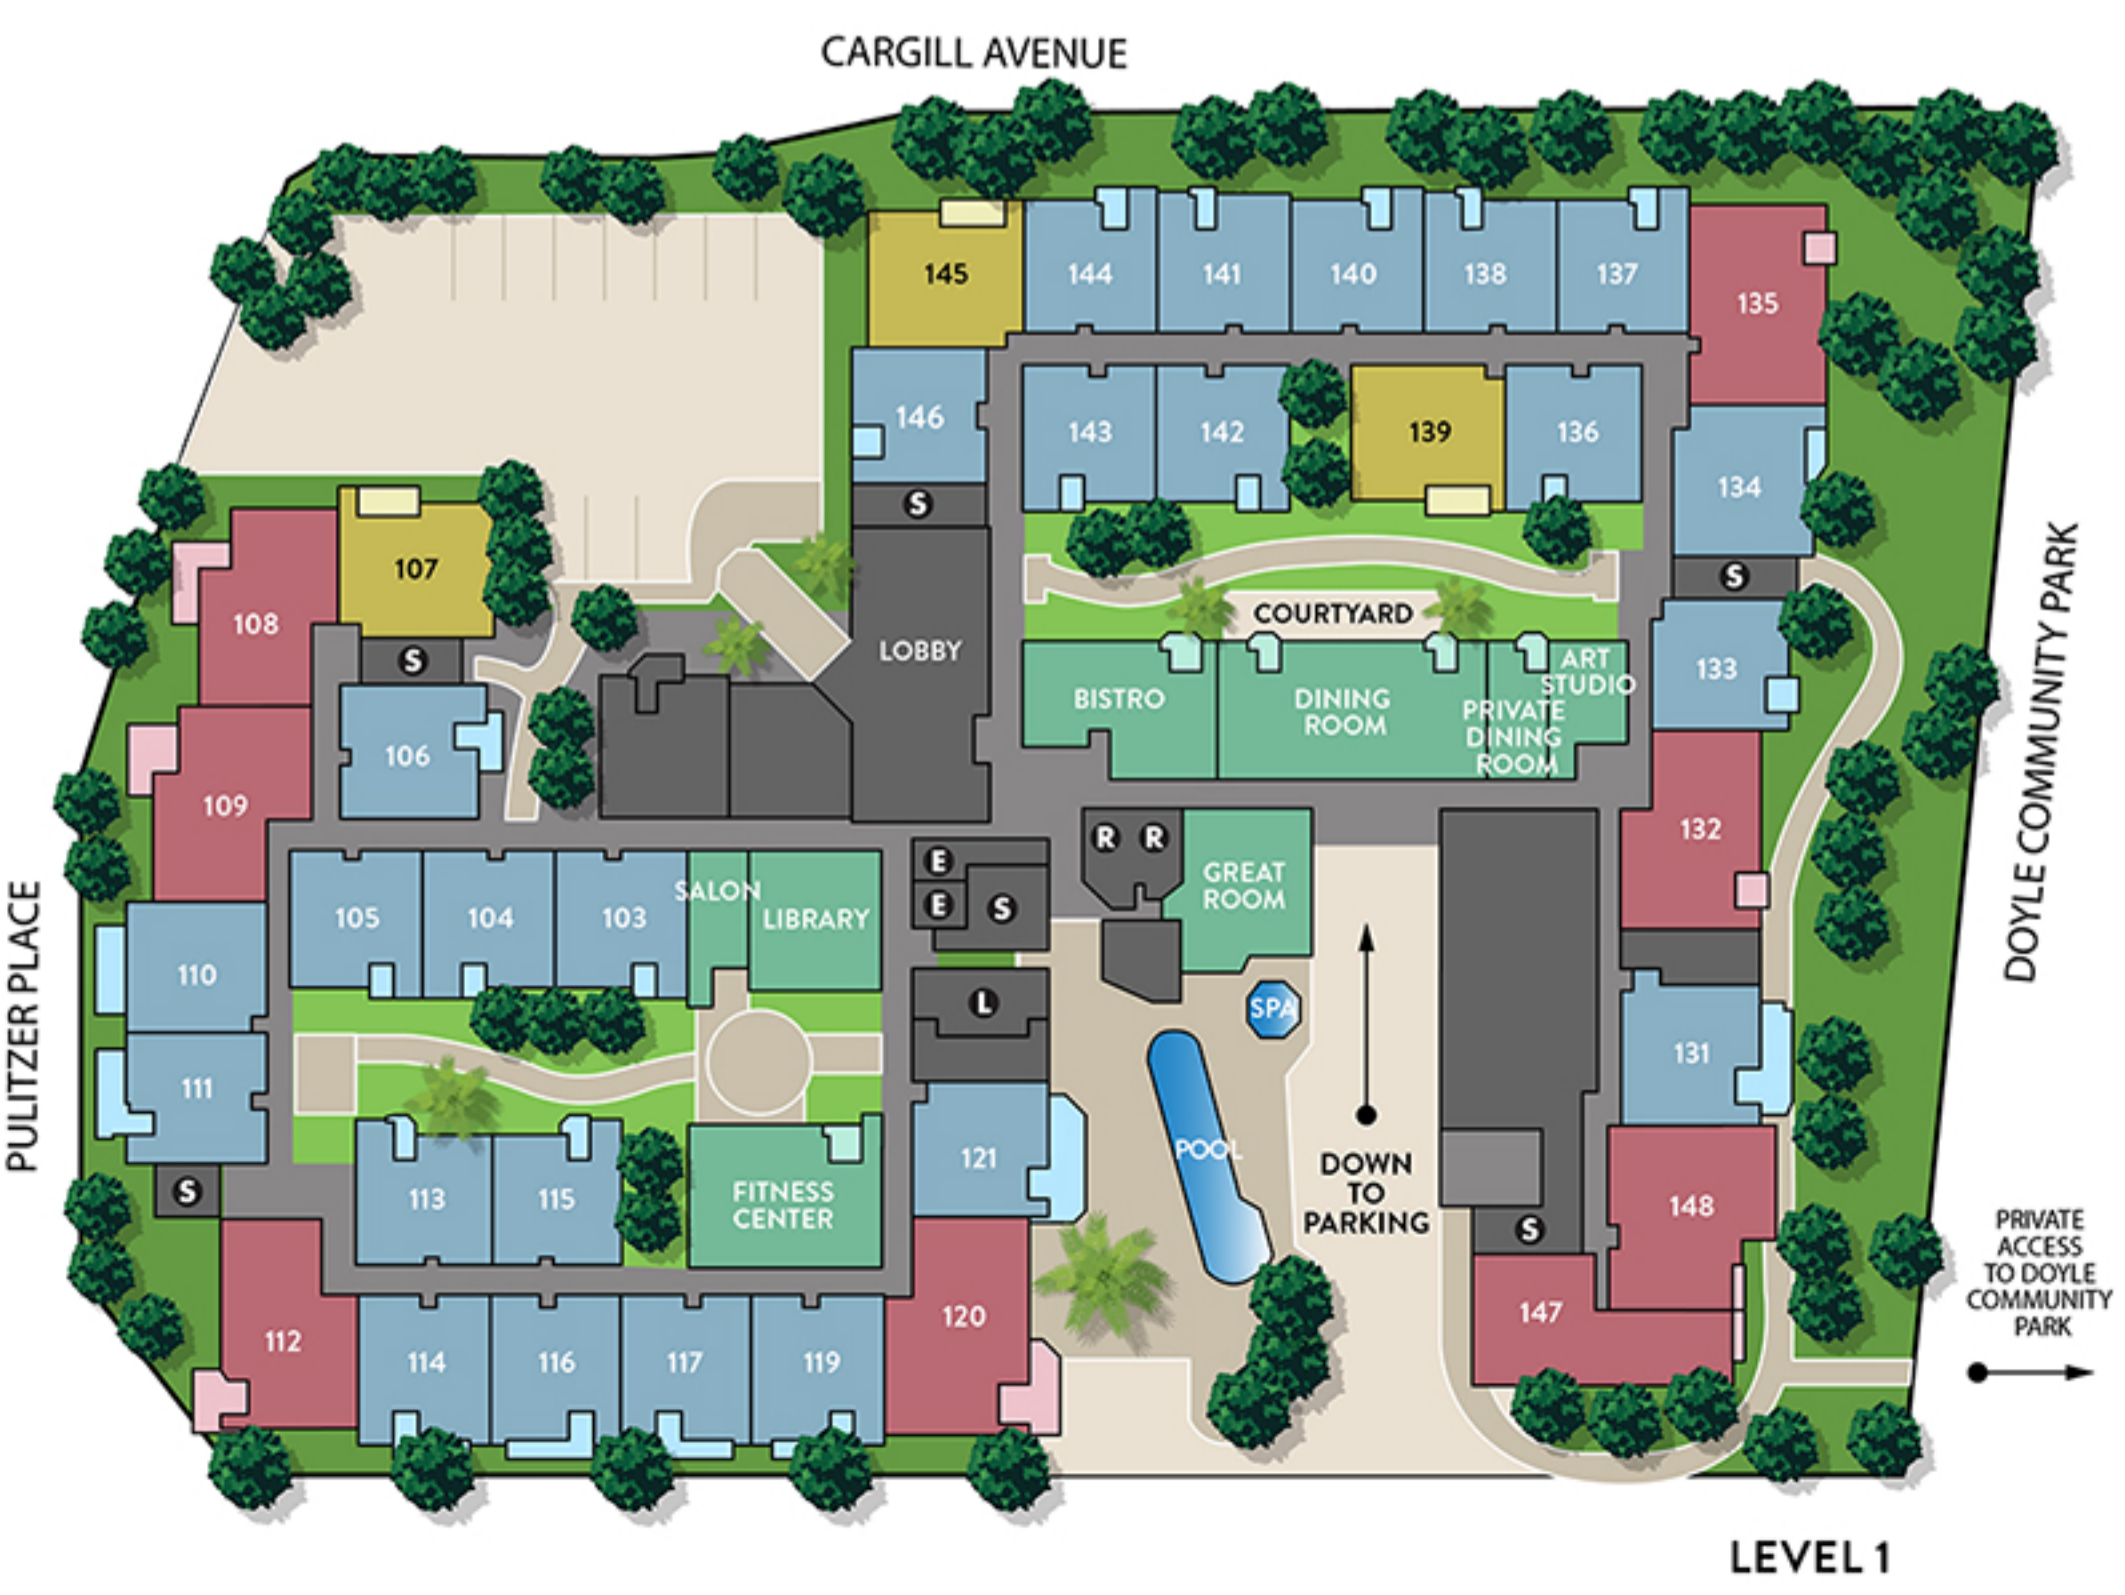 CARGILL AVENUE
145
144
141
140
138
137
135
146
143
142
139
136
134
S
S
107
108
S
LOBBY
COURTYARD
133
106
109
BISTRO
DINING
ROOM
PRIVATE
DINING
ROOM
ART
STUDIO
132
R R
GREAT
ROOM
E
E
S
105
104
103
SALON
LIBRARY
110
L
SPA
111
131
121
POOL
DOWN
TO
PARKING
S
113
115
FITNESS
CENTER
148
S
147
112
114
116
117
119
120
PULITZER PLACE
DOYLE COMMUNITY PARK
PRIVATE
ACCESS
TO DOYLE
COMMUNITY
PARK
LEVEL 1